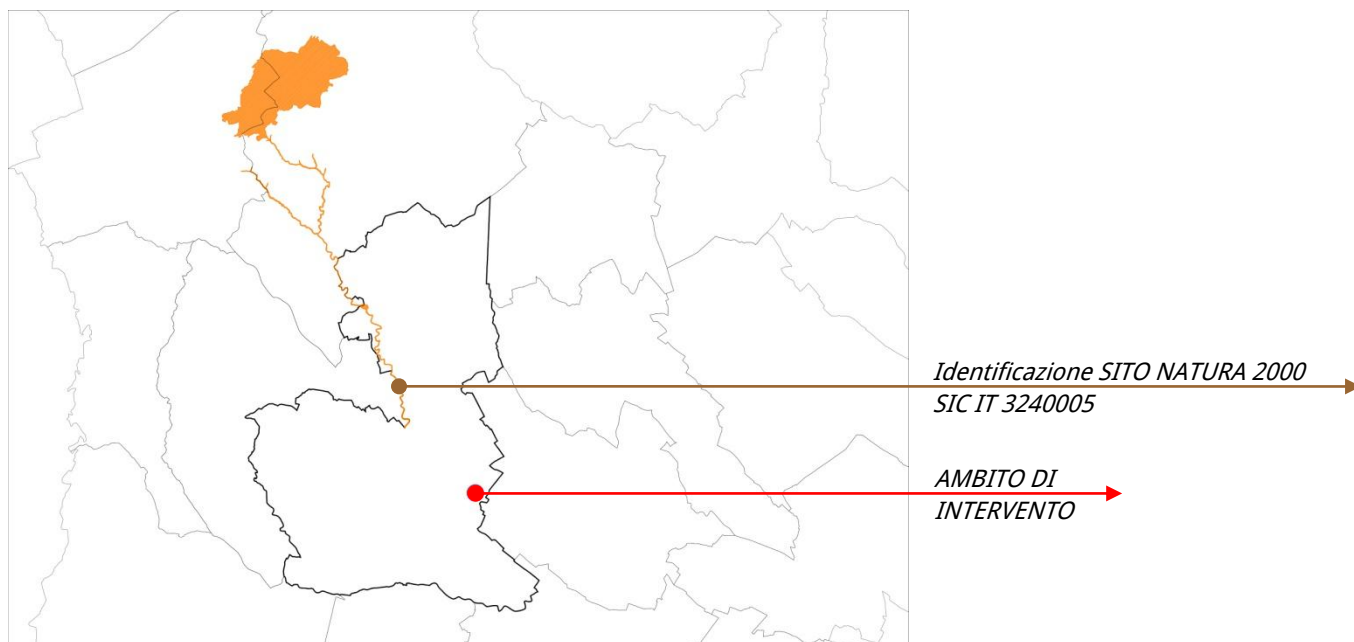 Identificazione SITO NATURA 2000
SIC IT 3240005
AMBITO DI
INTERVENTO